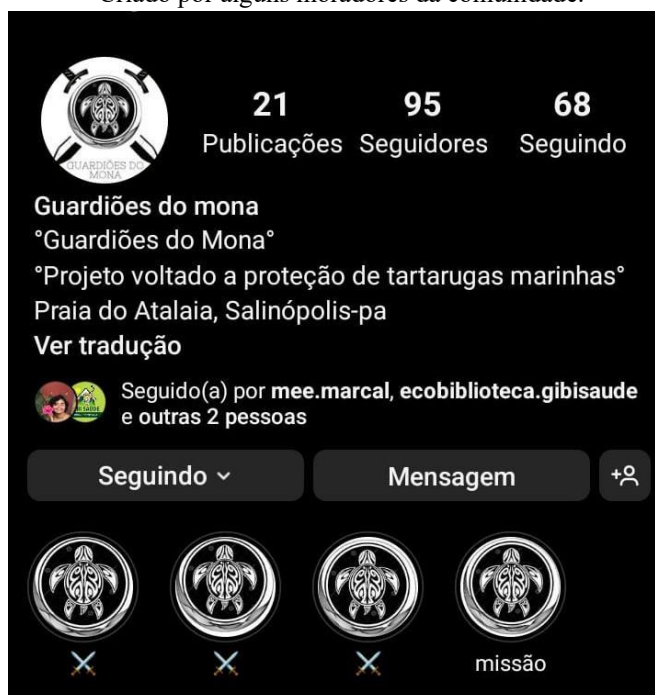 Criado por alguns moradores da comunidade.
21 95 68
Publicações Seguidores Seguindo
GUARDIÕES DO
MONA
Guardiões do mona
°Guardiões do Mona°
°Projeto voltado a proteção de tartarugas marinhas°
Praia do Atalaia, Salinópolis-pa
Ver tradução
Seguido(a) por mee.marcal, ecobiblioteca.gibisaude
e outras 2 pessoas
Seguindo Mensagem
missão